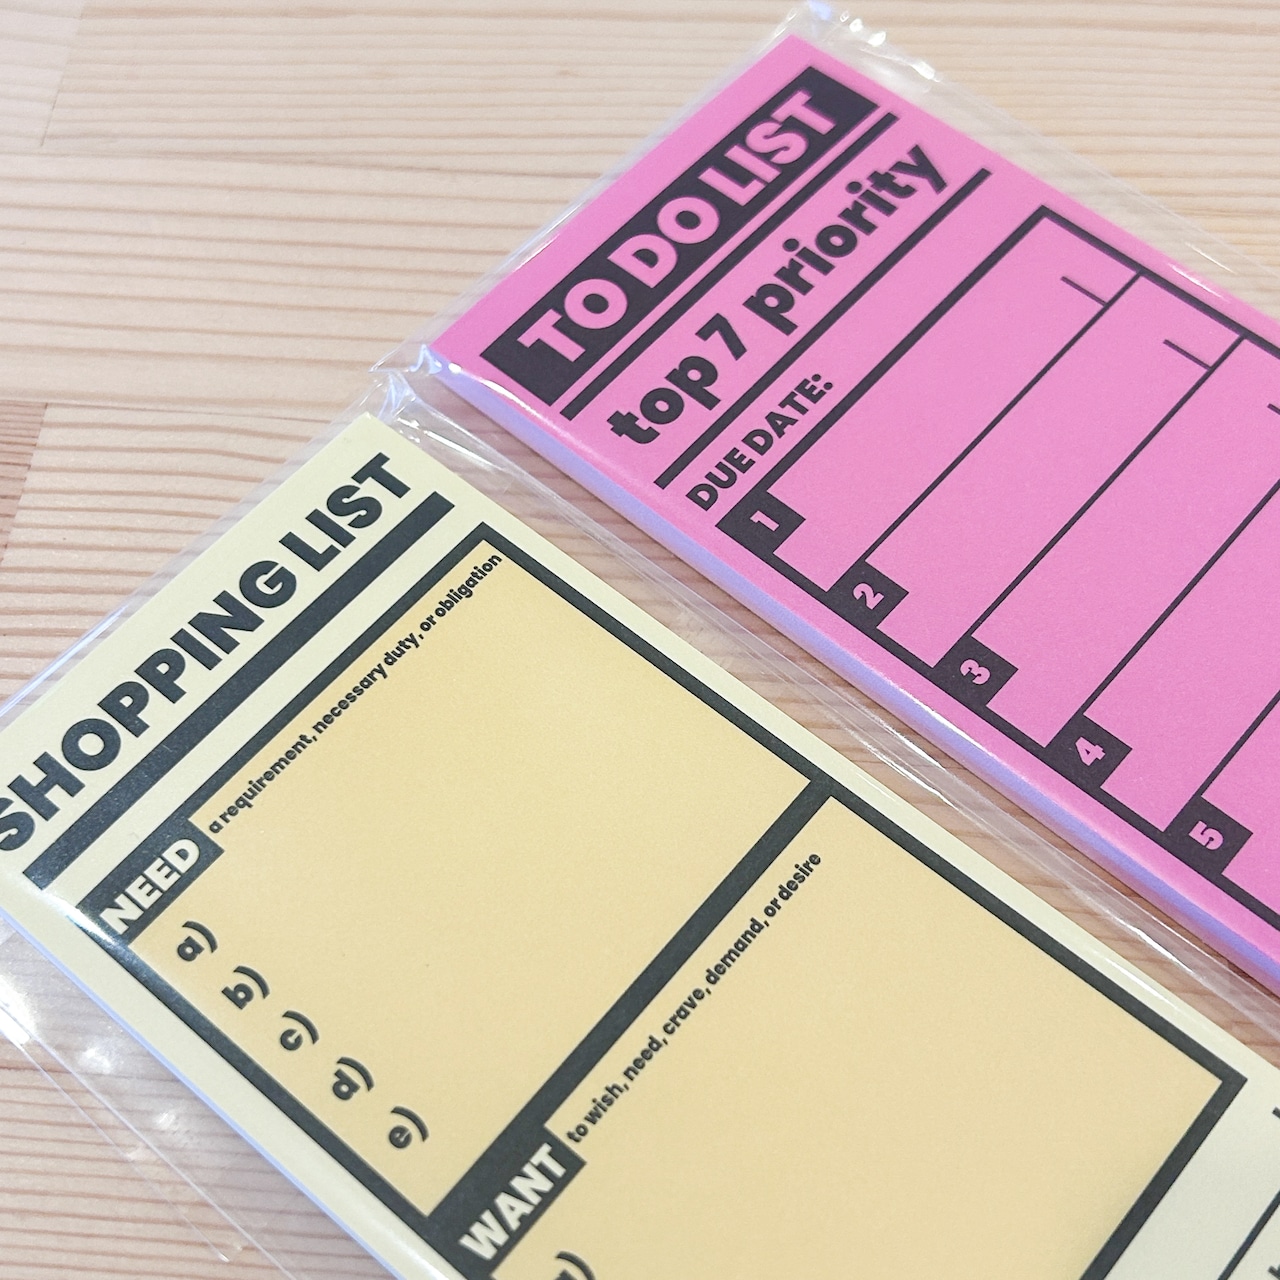 TO DO LIST
top 7 priority
DUE DATE:
1
2
3
4
5
SHOPPING LIST
NEED
a requirement, necessary duty, or obligation
a)
b)
c)
d)
e)
WANT
to wish, need, crave, demand, or desire